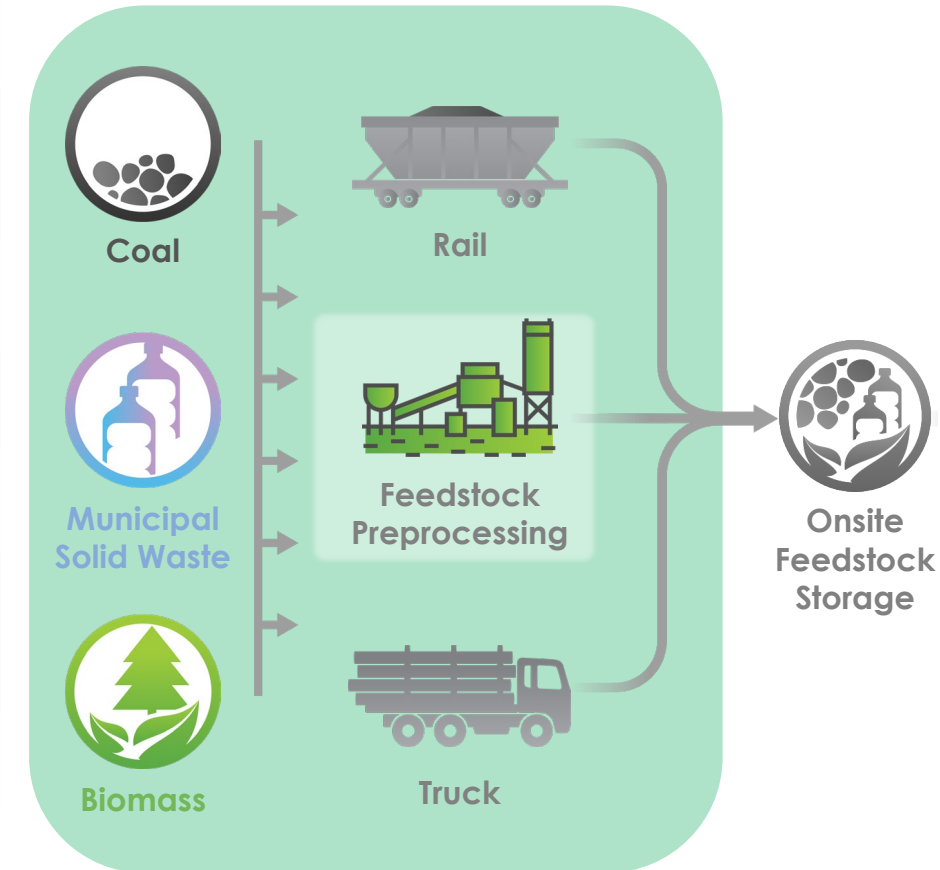 Coal
Rail
Municipal
Solid Waste
Feedstock
Preprocessing
Onsite
Feedstock
Storage
Biomass
Truck